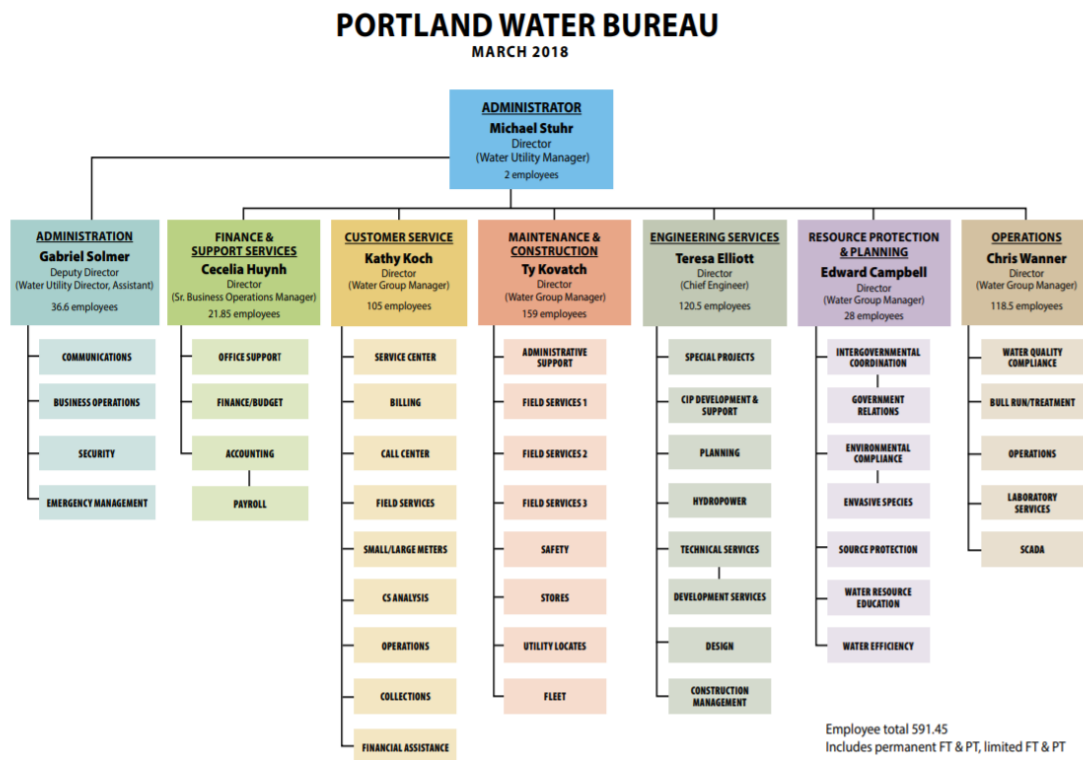 PORTLAND WATER BUREAU
MARCH 2018
ADMINISTRATOR
Michael Stuhr
Director
(Water Utility Manager)
2 employees
ADMINISTRATION
Gabriel Solmer
Deputy Director
(Water Utility Director, Assistant)
36.6 employees
COMMUNICATIONS
BUSINESS OPERATIONS
SECURITY
EMERGENCY MANAGEMENT
FINANCE &
SUPPORT SERVICES
Cecelia Huynh
Director
(Sr. Business Operations Manager)
21.85 employees
OFFICE SUPPORT
FINANCE/BUDGET
ACCOUNTING
PAYROLL
CUSTOMER SERVICE
Kathy Koch
Director
(Water Group Manager)
105 employees
SERVICE CENTER
BILLING
CALL CENTER
FIELD SERVICES
SMALL/LARGE METERS
CS ANALYSIS
OPERATIONS
COLLECTIONS
FINANCIAL ASSISTANCE
MAINTENANCE &
CONSTRUCTION
Ty Kovatch
Director
(Water Group Manager)
159 employees
ADMINISTRATIVE
SUPPORT
FIELD SERVICES 1
FIELD SERVICES 2
FIELD SERVICES 3
SAFETY
STORES
UTILITY LOCATES
FLEET
ENGINEERING SERVICES
Teresa Elliott
Director
(Chief Engineer)
120.5 employees
SPECIAL PROJECTS
CIP DEVELOPMENT &
SUPPORT
PLANNING
HYDROPOWER
TECHNICAL SERVICES
DEVELOPMENT SERVICES
DESIGN
CONSTRUCTION
MANAGEMENT
RESOURCE PROTECTION
& PLANNING
Edward Campbell
Director
(Water Group Manager)
28 employees
INTERGOVERNMENTAL
COORDINATION
GOVERNMENT
RELATIONS
ENVIRONMENTAL
COMPLIANCE
ENVASIVE SPECIES
SOURCE PROTECTION
WATER RESOURCE
EDUCATION
WATER EFFICIENCY
OPERATIONS
Chris Wanner
Director
(Water Group Manager)
118.5 employees
WATER QUALITY
COMPLIANCE
BULL RUN/TREATMENT
OPERATIONS
LABORATORY
SERVICES
SCADA
Employee total 591.45
Includes permanent FT & PT, limited FT & PT